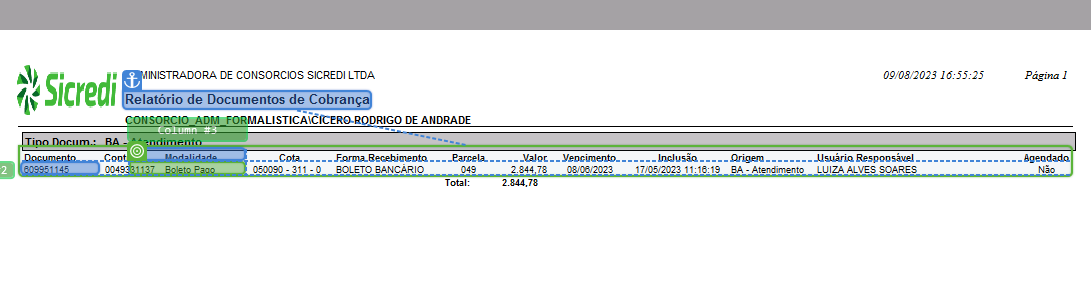 MINISTRADORA DE CONSORCIOS SICREDI LTDA
09/08/2023 16:55:25 Página 1
Sicredi
Relatório de Documentos de Cobrança
CONSORCIO_ADM_FORMALISTICA\CÍCERO RODRIGO DE ANDRADE
Column #3
Tipo Docum.: BA - Atendimento
Documento Modalidade Cota Forma Recebimento Parcela Valor Vencimento Inclusão Origem Usuário Responsável Agendado
2 609951145 Boleto Pago 050090 - 311 - 0 BOLETO BANCÁRIO 049 2.844,78 08/06/2023 17/05/2023 11:16:19 BA - Atendimento LUIZA ALVES SOARES Não
Total: 2.844,78